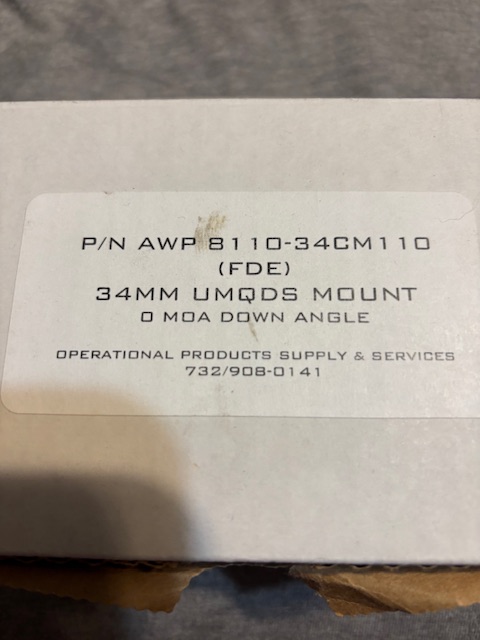 P/N AWP 8110-34CM110
(FDE)
34MM UMQDS MOUNT
0 MOA DOWN ANGLE
OPERATIONAL PRODUCTS SUPPLY & SERVICES
732/908-0141